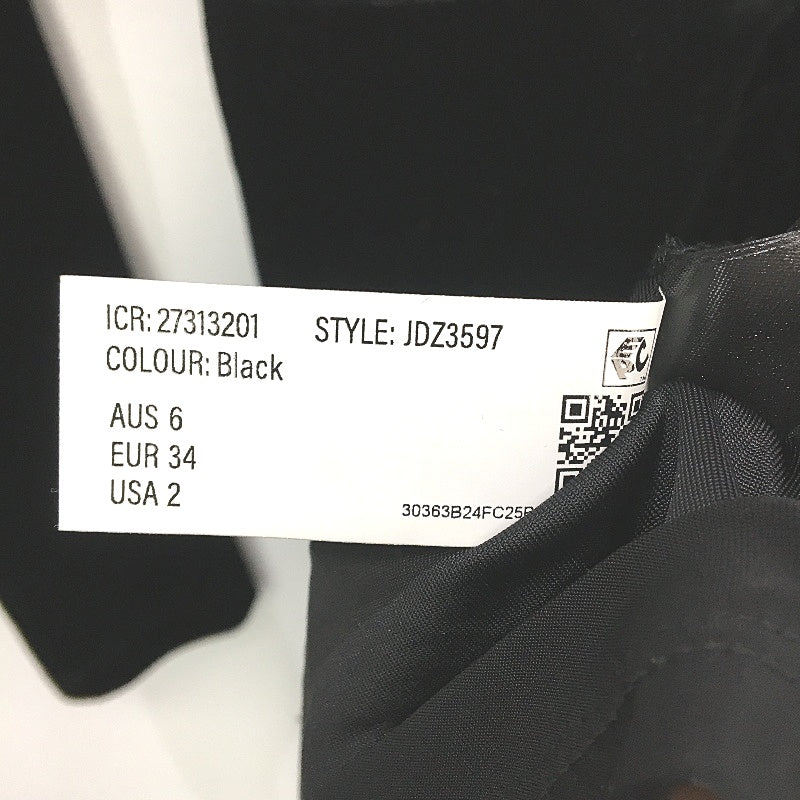 ICR: 27313201 STYLE: JDZ3597
COLOUR: Black
AUS 6
EUR 34
USA 2